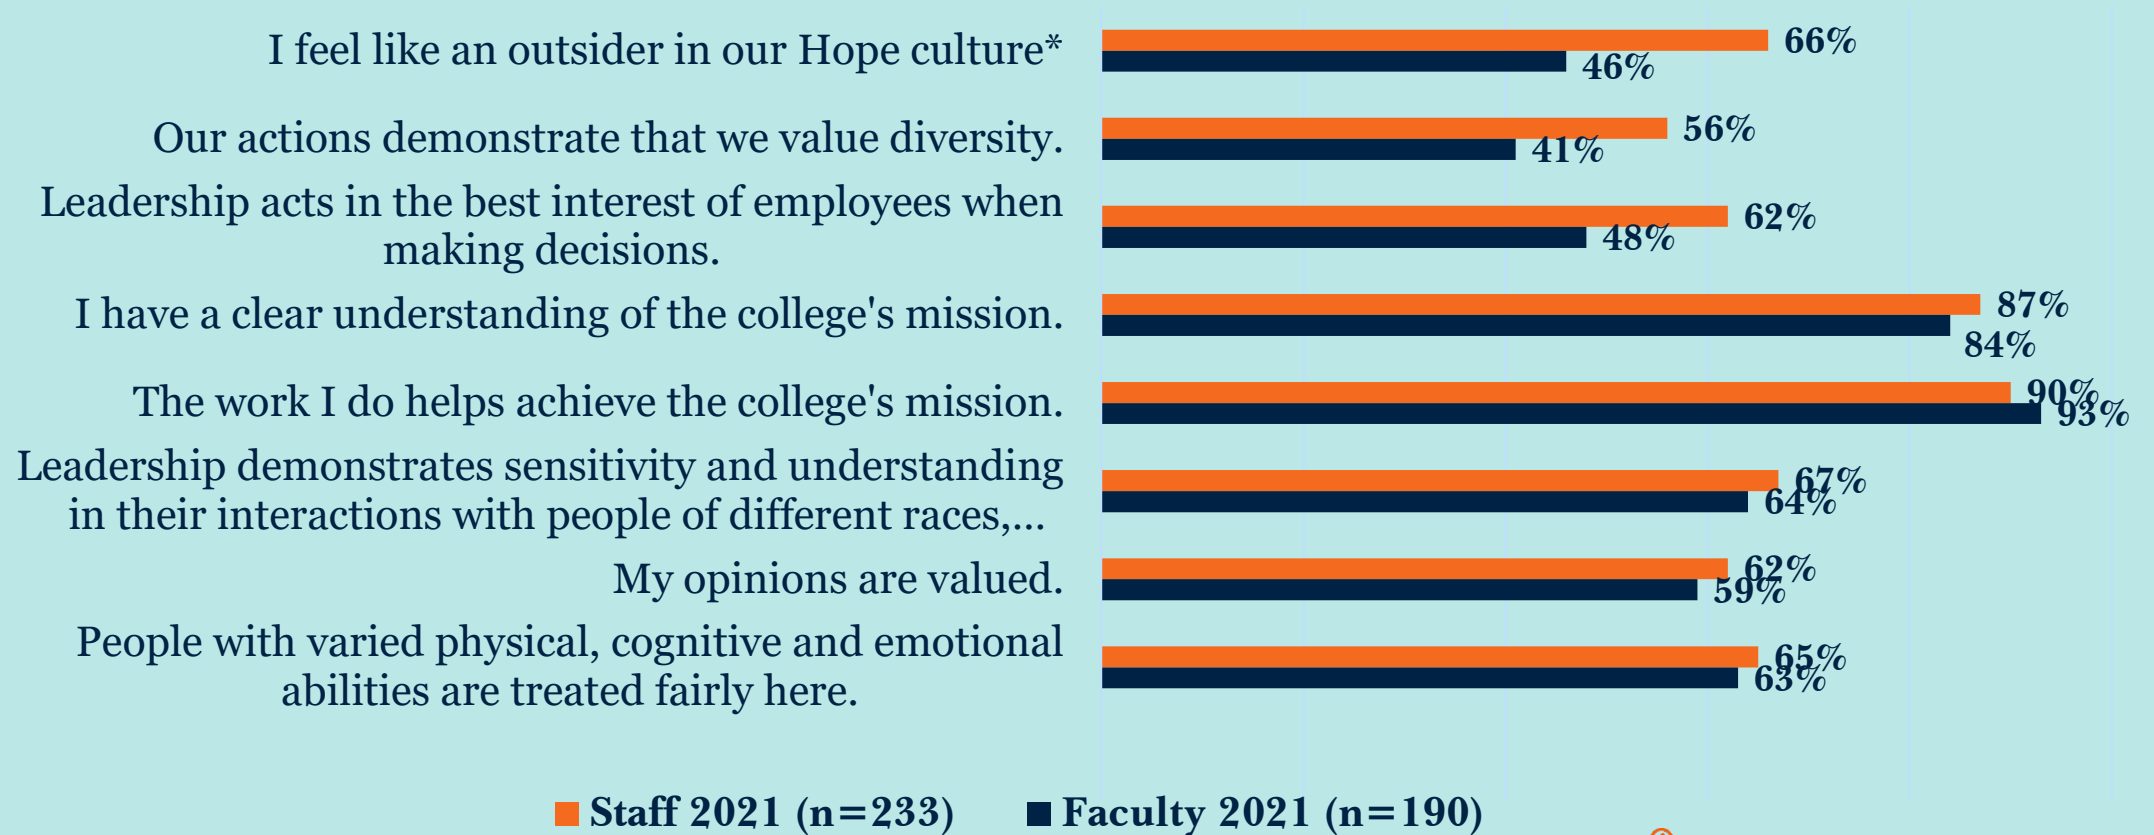 I feel like an outsider in our Hope culture*
66%
46%
Our actions demonstrate that we value diversity.
56%
41%
Leadership acts in the best interest of employees when
making decisions.
62%
48%
I have a clear understanding of the college's mission.
87%
84%
The work I do helps achieve the college's mission.
90%
93%
Leadership demonstrates sensitivity and understanding
in their interactions with people of different races,...
67%
64%
My opinions are valued.
62%
59%
People with varied physical, cognitive and emotional
abilities are treated fairly here.
65%
63%
Staff 2021 (n=233) Faculty 2021 (n=190)